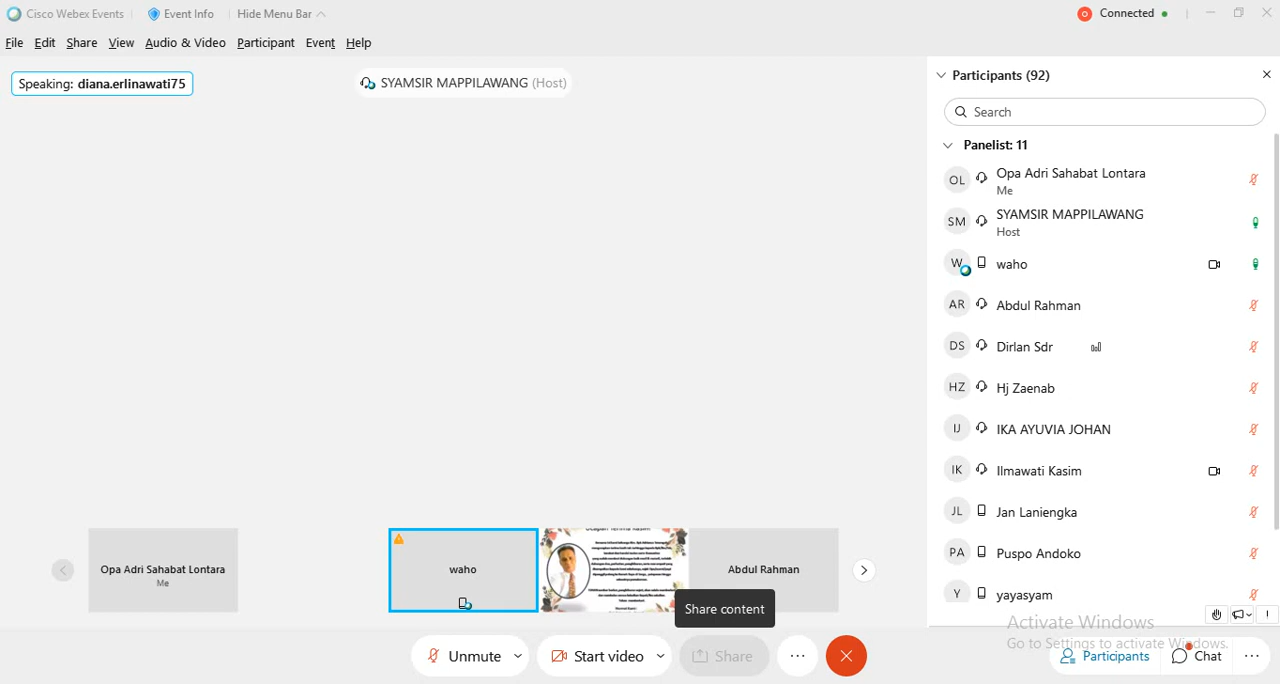 Cisco Webex Events
Event Info
Hide Menu Bar
Connected
File Edit Share View Audio & Video Participant Event Help
Speaking: diana.erlinawati75
SYAMSIR MAPPILAWANG (Host)
Participants (92)
Search
Panelist: 11
OL
Opa Adri Sahabat Lontara
Me
SM
SYAMSIR MAPPILAWANG
Host
W
waho
AR
Abdul Rahman
DS
Dirlan Sdr
HZ
Hj Zaenab
IJ
IKA AYUVIA JOHAN
IK
Ilmawati Kasim
JL
Jan Laniengka
PA
Puspo Andoko
Y
yayasyam
Opa Adri Sahabat Lontara
Me
waho
Abdul Rahman
Share content
Activate Windows
Go to Settings to activate Windows.
Unmute
Start video
Share
Participants
Chat